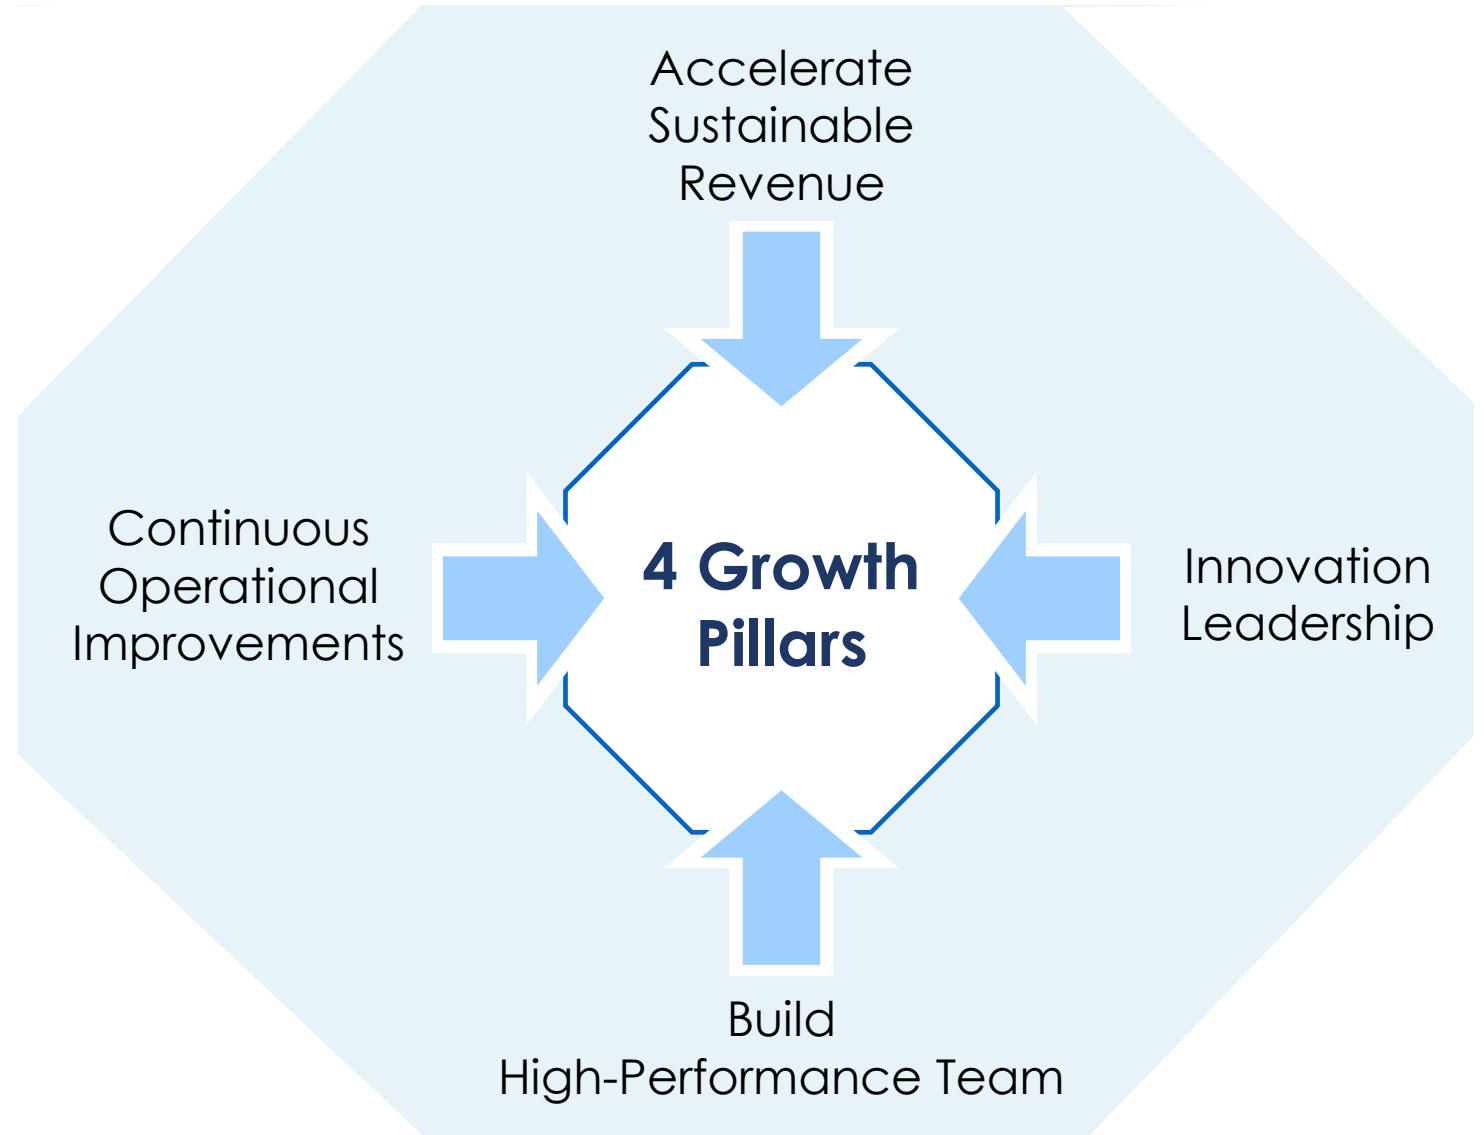 Accelerate
Sustainable
Revenue
Continuous
Operational
Improvements
4 Growth
Pillars
Innovation
Leadership
Build
High-Performance Team